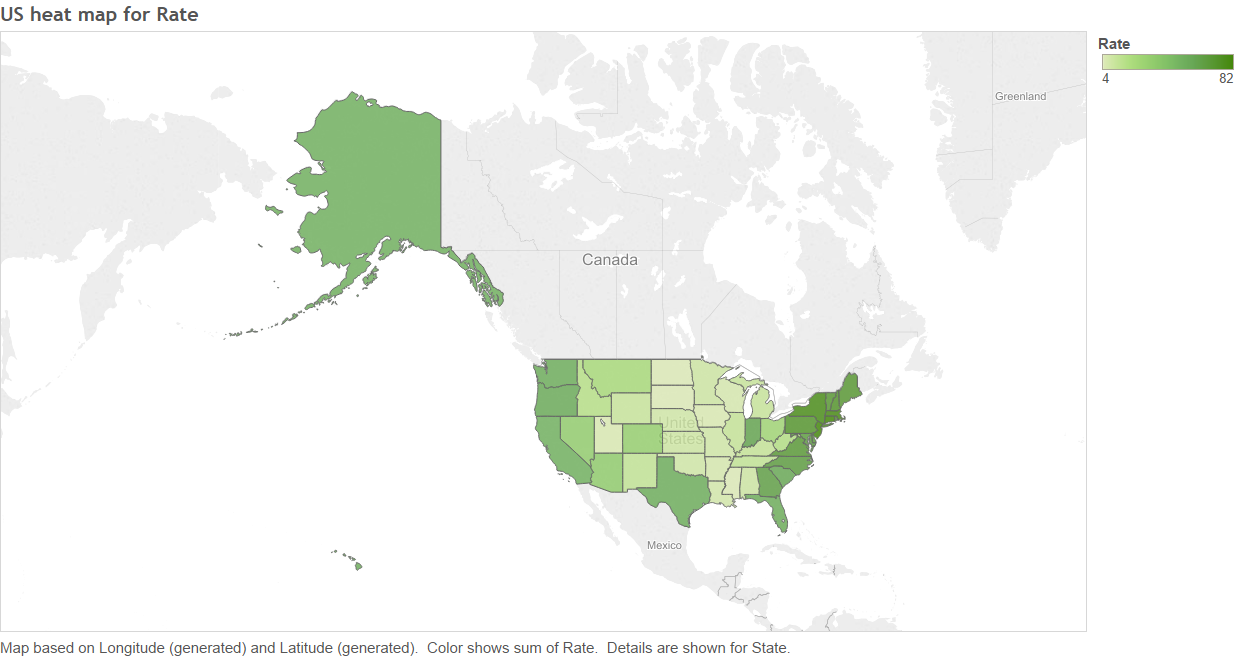 US heat map for Rate
Rate
4 82
Greenland
Canada
United
States
Mexico
Map based on Longitude (generated) and Latitude (generated).  Color shows sum of Rate.  Details are shown for State.